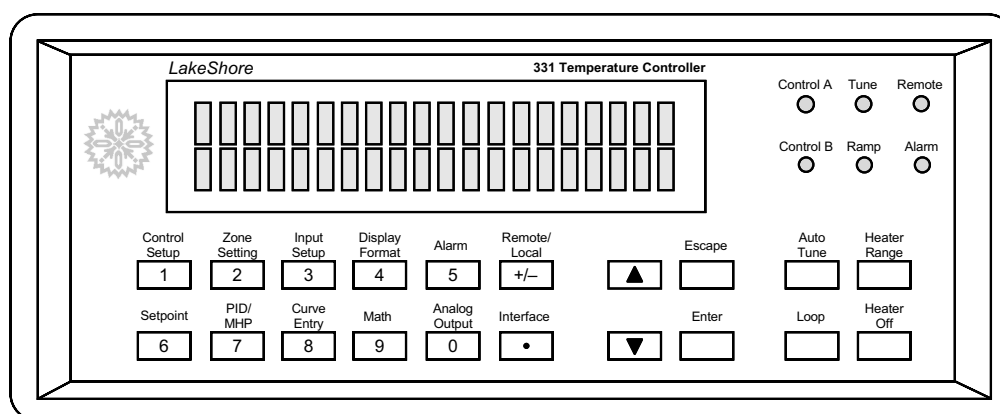 LakeShore 331 Temperature Controller
Control A Tune Remote
Control B Ramp Alarm
Control Setup Zone Setting Input Setup Display Format Alarm Remote/ Local Escape Auto Tune Heater Range
1 2 3 4 5 +/– ▲
Setpoint PID/ MHP Curve Entry Math Analog Output Interface Enter Loop Heater Off
6 7 8 9 0 • ▼